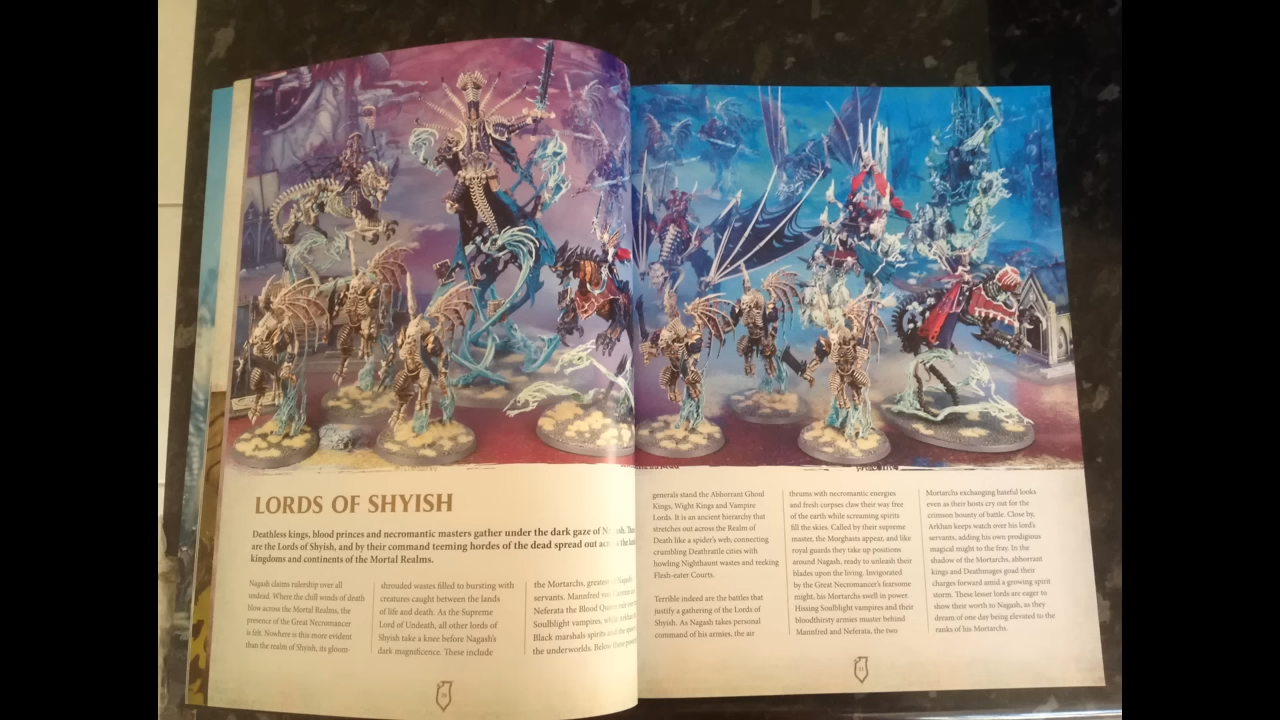 LORDS OF SHYISH
Deathless kings, blood princes and necromantic masters gather under the dark gaze of
are the Lords of Shyish, and by their command teeming hordes of the dead spread out
kingdoms and continents of the Mortal Realms.
Nagash claims rulership over all
undead. Where the chill winds of death
blow across the Mortal Realms, the
presence of the Great Necromancer
is felt. Nowhere is this more evident
than the realm of Shyish, its gloom-
shrouded wastes filled to bursting with
creatures caught between the lands
of life and death. As the Supreme
Lord of Undeath, all other lords of
Shyish take a knee before Nagash's
dark magnificence. These include
the Mortarchs, greatest of Nagash's
servants. Mannfred von
Neferata the Blood Queen
Soulblight vampires, while
Black marshals spirits and the
the underworlds. Below these
generals stand the Abhorrant Ghoul
Kings, Wight Kings and Vampire
Lords. It is an ancient hierarchy that
stretches out across the Realm of
Death like a spider's web, connecting
crumbling Deathrattle cities with
howling Nighthaunt wastes and reeking
Flesh-eater Courts.
Terrible indeed are the battles that
justify a gathering of the Lords of
Shyish. As Nagash takes personal
command of his armies, the air
thrums with necromantic energies
and fresh corpses claw their way free
of the earth while screaming spirits
fill the skies. Called by their supreme
master, the Morghasts appear, and like
royal guards they take up positions
around Nagash, ready to unleash their
blades upon the living. Invigorated
by the Great Necromancer's fearsome
might, his Mortarchs swell in power.
Hissing Soulblight vampires and their
bloodthirsty armies muster behind
Mannfred and Neferata, the two
Mortarchs exchanging hateful looks
even as their hosts cry out for the
crimson bounty of battle. Close by,
Arkhan keeps watch over his lord's
servants, adding his own prodigious
magical might to the fray. In the
shadow of the Mortarchs, abhorrant
kings and Deathmages goad their
charges forward amid a growing spirit
storm. These lesser lords are eager to
show their worth to Nagash, as they
dream of one day being elevated to the
ranks of his Mortarchs.